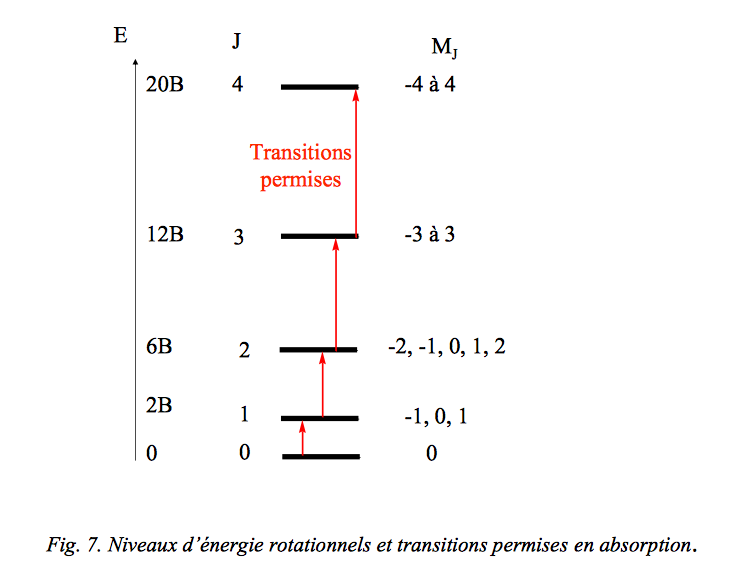 E J M_J
20B 4 -4 à 4
Transitions
permises
12B 3 -3 à 3
6B 2 -2, -1, 0, 1, 2
2B 1 -1, 0, 1
0 0 0
Fig. 7. Niveaux d’énergie rotationnels et transitions permises en absorption.